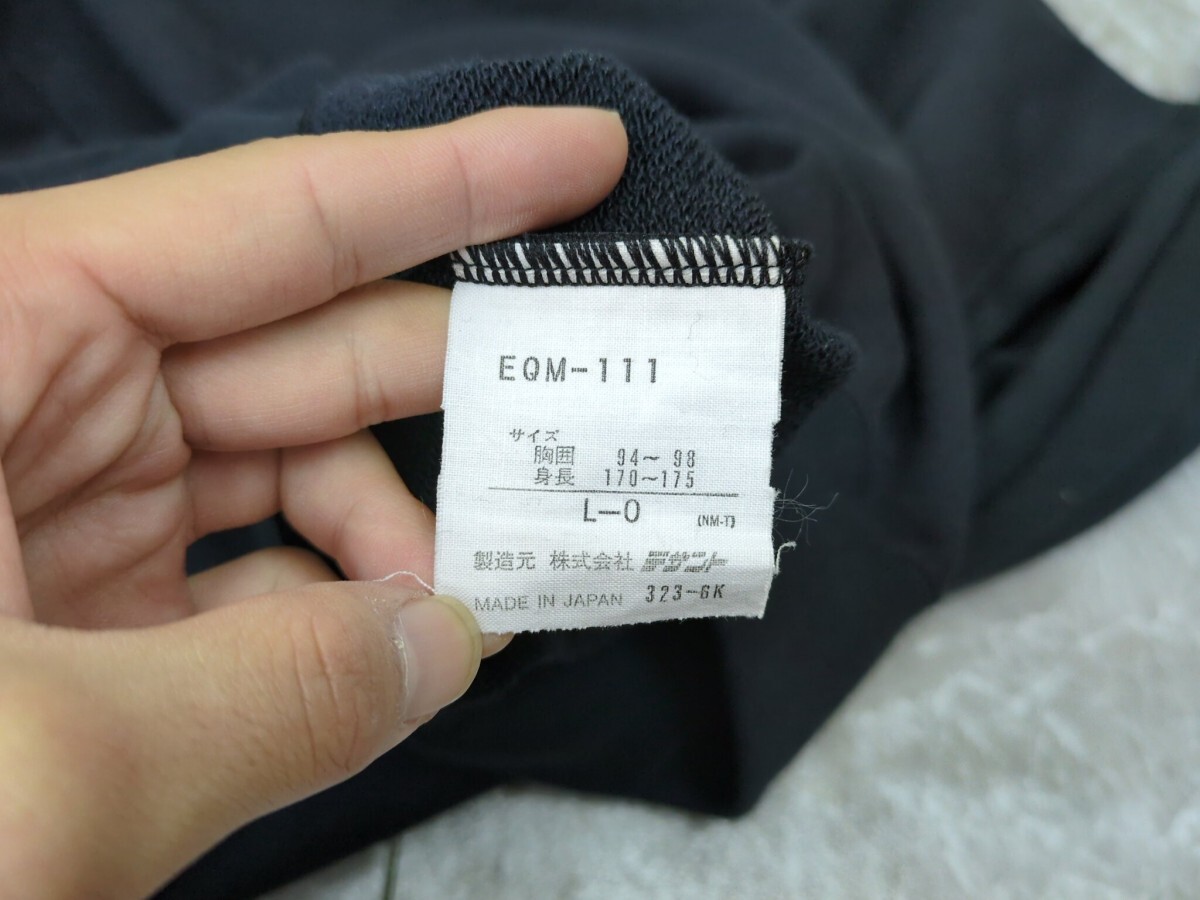 EQM-111
サイズ
胸囲 94~98
身長 170~175
L-O (NM-T)
製造元 株式会社 デサント
MADE IN JAPAN 323-6K